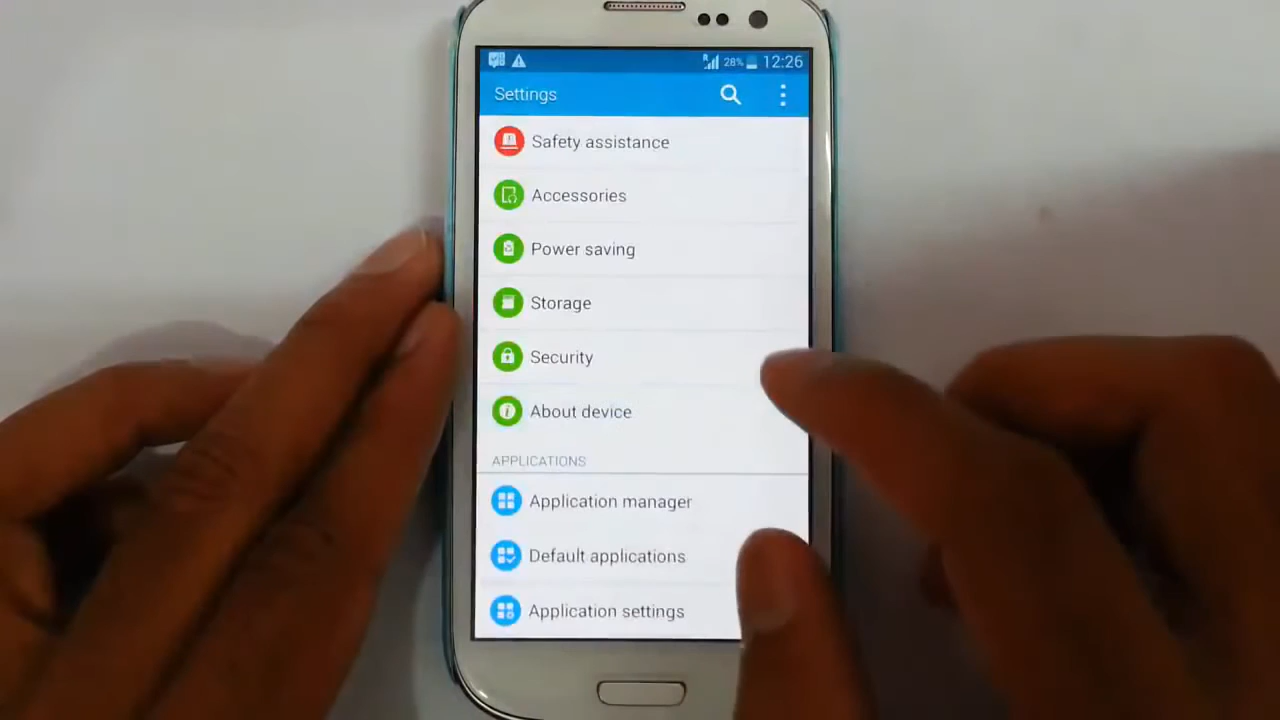 28% 12:26
Settings
Safety assistance
Accessories
Power saving
Storage
Security
About device
APPLICATIONS
Application manager
Default applications
Application settings